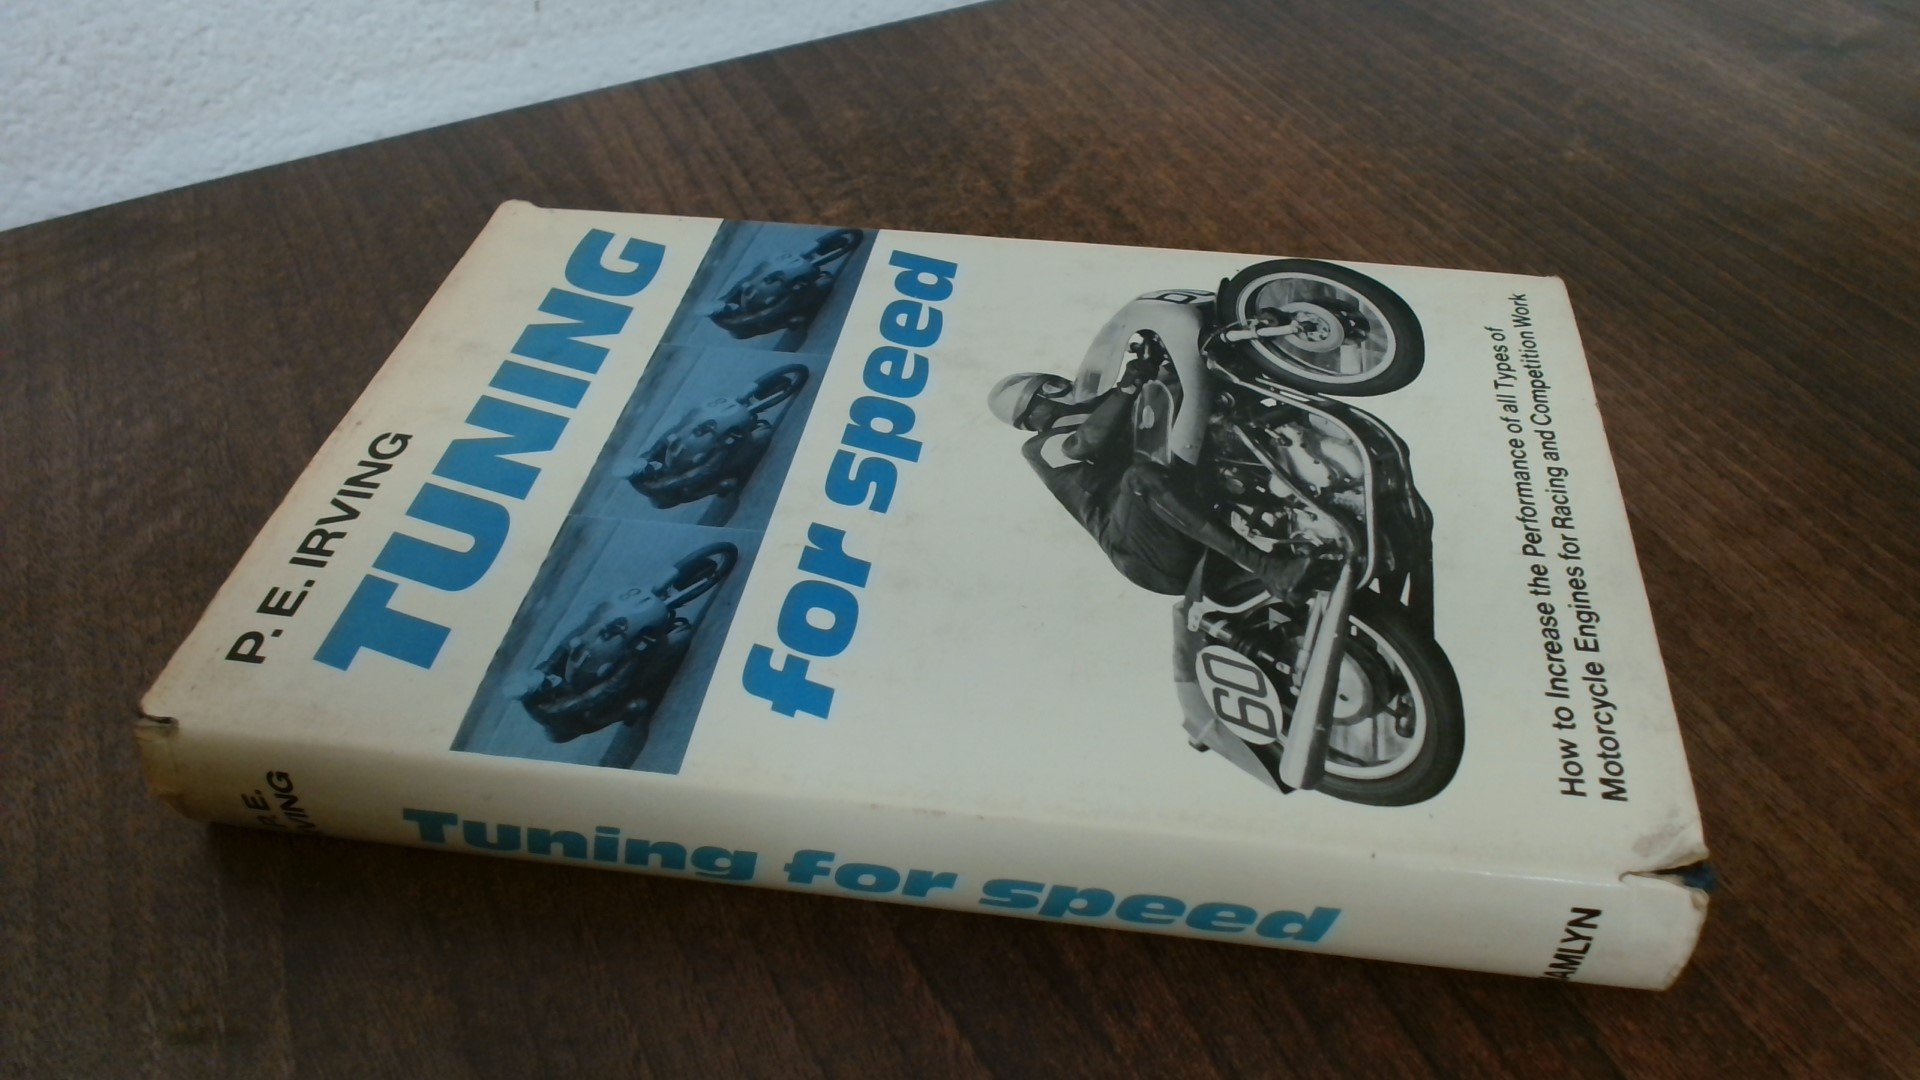 P. E. IRVING
TUNING
for speed
60
How to Increase the Performance of all Types of
Motorcycle Engines for Racing and Competition Work
P. E.
VING
Tuning for speed
AMLYN